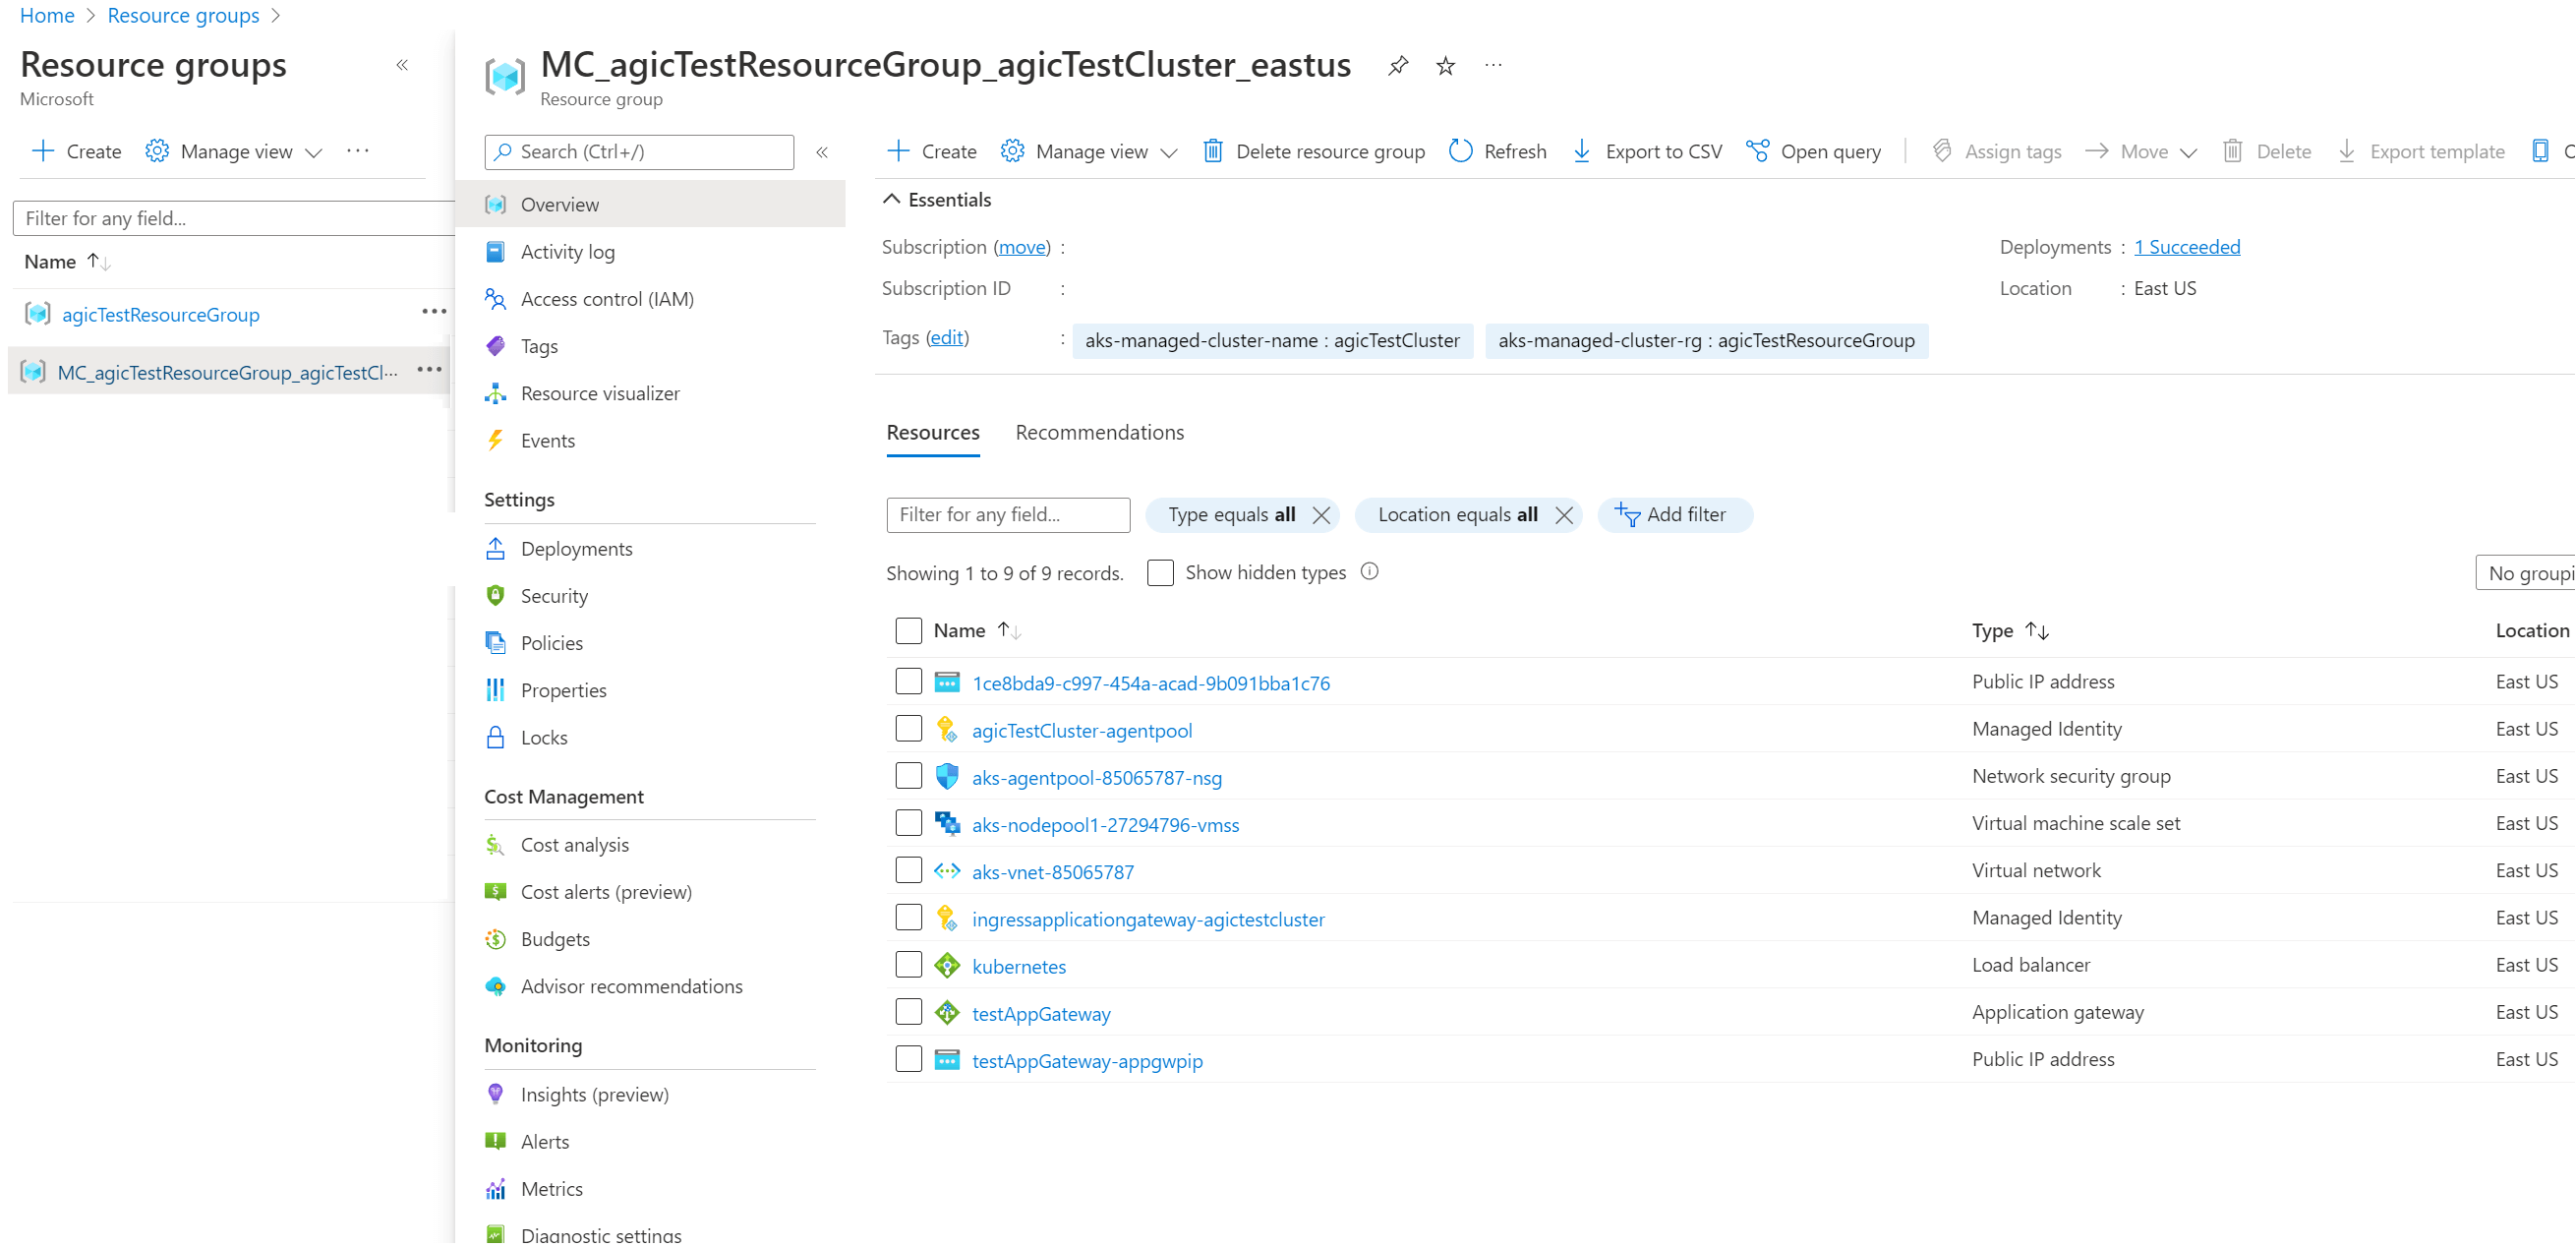 Home > Resource groups >
Resource groups «
Microsoft
+ Create Manage view ···
Filter for any field...
Name ↑↓
agicTestResourceGroup ···
MC_agicTestResourceGroup_agicTestCl··· ···
MC_agicTestResourceGroup_agicTestCluster_eastus ···
Resource group
Search (Ctrl+/) «
Overview
Activity log
Access control (IAM)
Tags
Resource visualizer
Events
Settings
Deployments
Security
Policies
Properties
Locks
Cost Management
Cost analysis
Cost alerts (preview)
Budgets
Advisor recommendations
Monitoring
Insights (preview)
Alerts
Metrics
Diagnostic settings
+ Create Manage view Delete resource group Refresh Export to CSV Open query Assign tags Move Delete Export template
Essentials
Subscription (move) :
Subscription ID :
Tags (edit) : aks-managed-cluster-name : agicTestCluster aks-managed-cluster-rg : agicTestResourceGroup
Deployments : 1 Succeeded
Location : East US
Resources Recommendations
Filter for any field... Type equals all Location equals all Add filter
Showing 1 to 9 of 9 records. Show hidden types No groupi
Name ↑↓ Type ↑↓ Location
1ce8bda9-c997-454a-acad-9b091bba1c76 Public IP address East US
agicTestCluster-agentpool Managed Identity East US
aks-agentpool-85065787-nsg Network security group East US
aks-nodepool1-27294796-vmss Virtual machine scale set East US
aks-vnet-85065787 Virtual network East US
ingressapplicationgateway-agictestcluster Managed Identity East US
kubernetes Load balancer East US
testAppGateway Application gateway East US
testAppGateway-appgwpip Public IP address East US